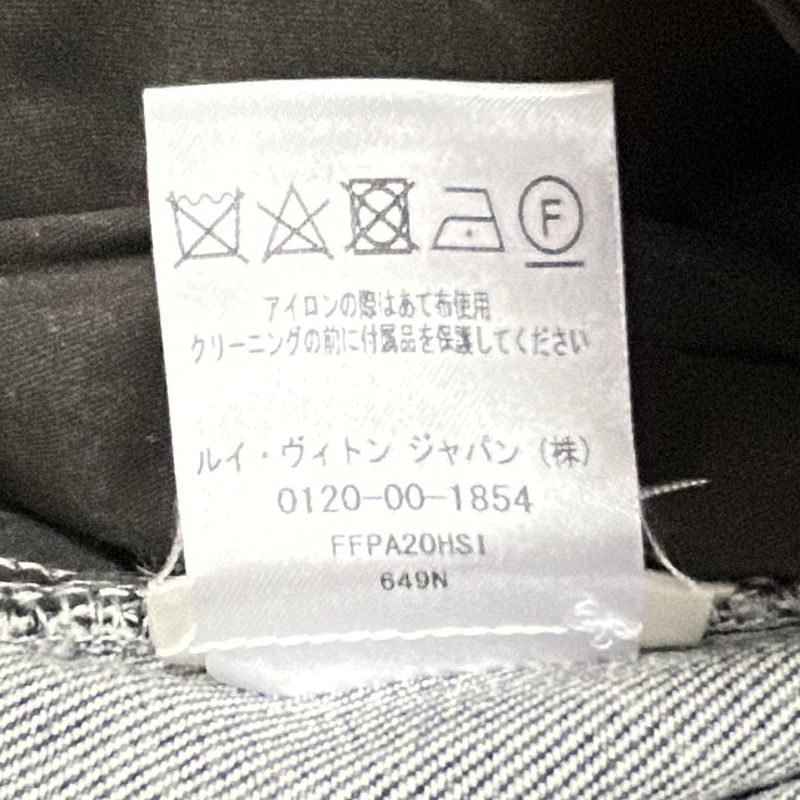 F
アイロンの際はあて布使用
クリーニングの前に付属品を保護してください
ルイ・ヴィトン ジャパン（株）
0120-00-1854
FFPA20HSI
649N